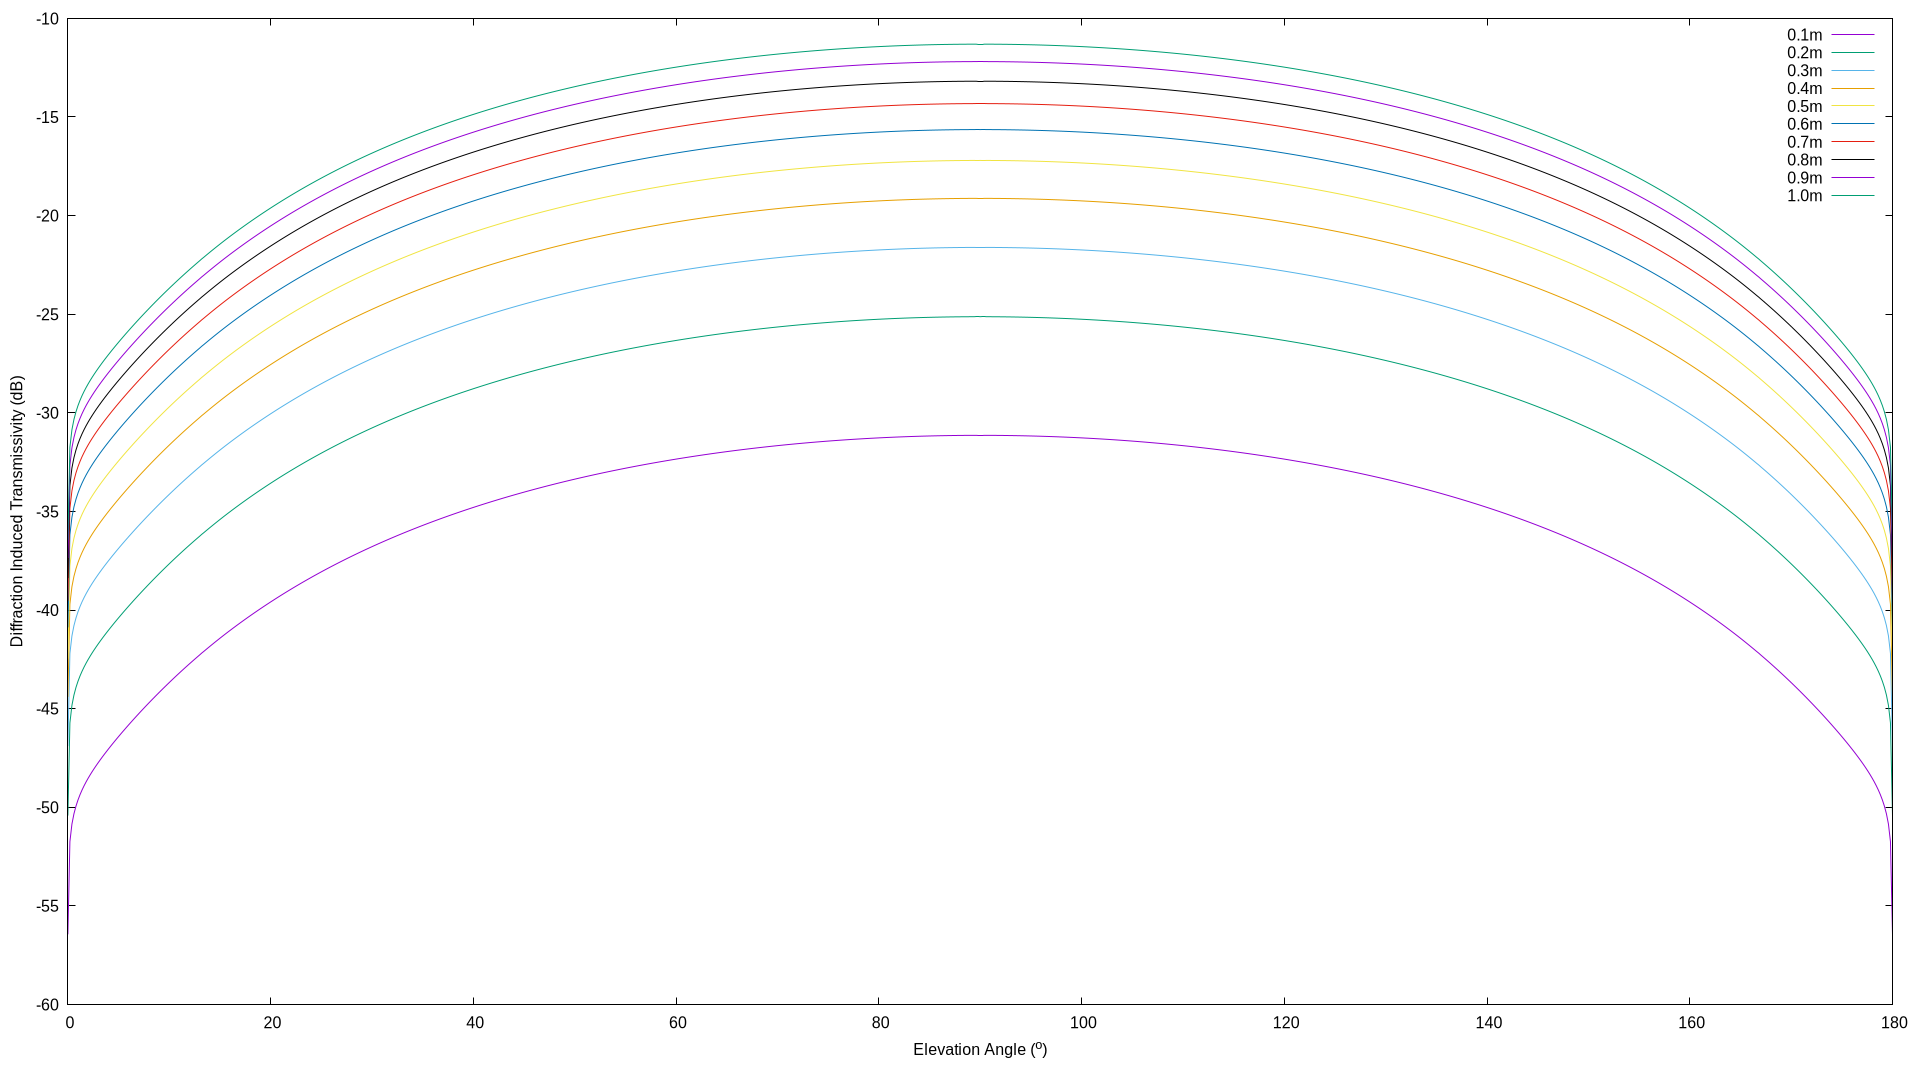 -10
-15
-20
-25
-30
-35
-40
-45
-50
-55
-60
Diffraction Induced Transmissivity (dB)
0.1m
0.2m
0.3m
0.4m
0.5m
0.6m
0.7m
0.8m
0.9m
1.0m
0 20 40 60 80 100 120 140 160 180
Elevation Angle (º)